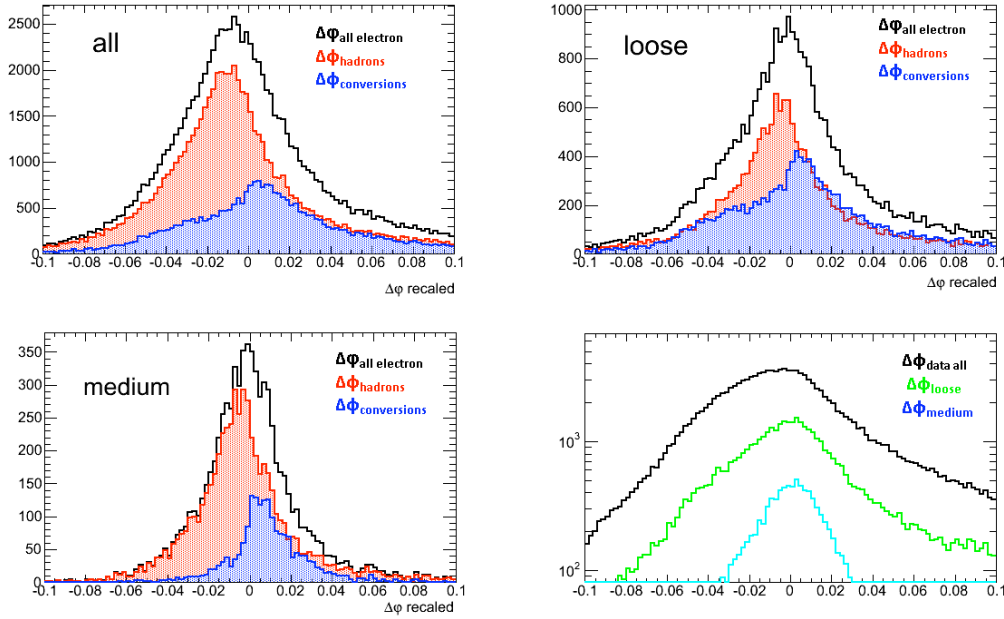 all
Δφall electron
Δφhadrons
Δφconversions
2500
2000
1500
1000
500
0
-0.1 -0.08 -0.06 -0.04 -0.02 0 0.02 0.04 0.06 0.08 0.1
Δφ recaled
loose
Δφall electron
Δφhadrons
Δφconversions
1000
800
600
400
200
0
-0.1 -0.08 -0.06 -0.04 -0.02 0 0.02 0.04 0.06 0.08 0.1
Δφ recaled
medium
Δφall electron
Δφhadrons
Δφconversions
350
300
250
200
150
100
50
0
-0.1 -0.08 -0.06 -0.04 -0.02 0 0.02 0.04 0.06 0.08 0.1
Δφ recaled
Δφdata all
Δφloose
Δφmedium
10³
10²
-0.1 -0.08 -0.06 -0.04 -0.02 0 0.02 0.04 0.06 0.08 0.1